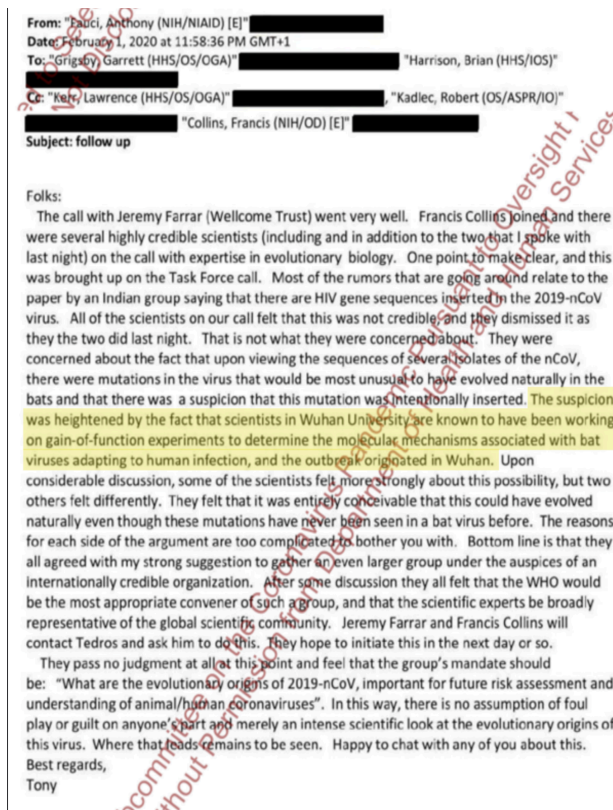 From: "Fauci, Anthony (NIH/NIAID) [E]"
Date: February 1, 2020 at 11:58:36 PM GMT+1
To: "Grigsby, Garrett (HHS/OS/OGA)" "Harrison, Brian (HHS/IOS)"
Cc: "Kerr, Lawrence (HHS/OS/OGA)" , "Kadlec, Robert (OS/ASPR/IO)"
"Collins, Francis (NIH/OD) [E]"
Subject: follow up
Folks:
The call with Jeremy Farrar (Wellcome Trust) went very well. Francis Collins joined and there
were several highly credible scientists (including and in addition to the two that I spoke with
last night) on the call with expertise in evolutionary biology. One point to make clear, and this
was brought up on the Task Force call. Most of the rumors that are going around relate to the
paper by an Indian group saying that there are HIV gene sequences inserted in the 2019-nCoV
virus. All of the scientists on our call felt that this was not credible, and they dismissed it as
they the two did last night. That is not what they were concerned about. They were
concerned about the fact that upon viewing the sequences of several isolates of the nCoV,
there were mutations in the virus that would be most unusual to have evolved naturally in the
bats and that there was a suspicion that this mutation was intentionally inserted. The suspicion
was heightened by the fact that scientists in Wuhan University are known to have been working
on gain-of-function experiments to determine the molecular mechanisms associated with bat
viruses adapting to human infection, and the outbreak originated in Wuhan. Upon
considerable discussion, some of the scientists felt more strongly about this possibility, but two
others felt differently. They felt that it was entirely conceivable that this could have evolved
naturally even though these mutations have never been seen in a bat virus before. The reasons
for each side of the argument are too complicated to bother you with. Bottom line is that they
all agreed with my strong suggestion to gather an even larger group under the auspices of an
internationally credible organization. After some discussion they all felt that the WHO would
be the most appropriate convener of such a group, and that the scientific experts be broadly
representative of the global scientific community. Jeremy Farrar and Francis Collins will
contact Tedros and ask him to do this. They hope to initiate this in the next day or so.
They pass no judgment at all at this point and feel that the group's mandate should
be: "What are the evolutionary origins of 2019-nCoV, important for future risk assessment and
understanding of animal/human coronaviruses". In this way, there is no assumption of foul
play or guilt on anyone's part and merely an intense scientific look at the evolutionary origins of
this virus. Where that leads remains to be seen. Happy to chat with any of you about this.
Best regards,
Tony
ed to Sele
Not Disclo
ubcommittee on the Coronavirus Pandemic Pursuant to Oversight
ithout Permission from Department of Health and Human Services